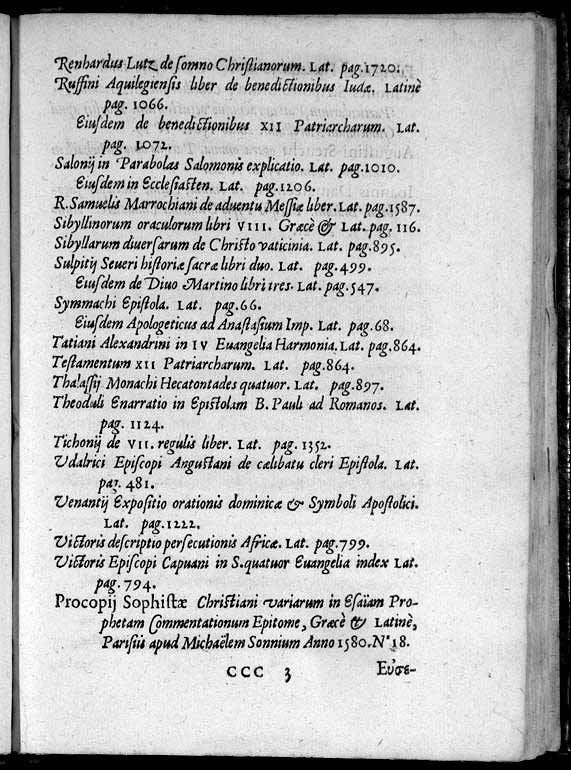 Renhardus Lutz de somno Christianorum. Lat. pag.1720.
Ruffini Aquilegiensis liber de benedictionibus Iudæ. Latinè
pag. 1066.
Eiusdem de benedictionibus XII Patriarcharum. Lat.
pag. 1072.
Salonij in Parabolas Salomonis explicatio. Lat. pag.1010.
Eiusdem in Ecclesiasten. Lat. pag.1206.
R. Samuelis Marrochiani de aduentu Messiæ liber. Lat. pag.1587.
Sibyllinorum oraculorum libri VIII. Græcè & Lat. pag. 116.
Sibyllarum diuersarum de Christo vaticinia. Lat. pag.895.
Sulpitij Seueri historiæ sacræ libri duo. Lat. pag.499.
Eiusdem de Diuo Martino libri tres. Lat. pag.547.
Symmachi Epistola. Lat. pag.66.
Eiusdem Apologeticus ad Anastasium Imp. Lat. pag.68.
Tatiani Alexandrini in IV Euangelia Harmonia. Lat. pag.864.
Testamentum XII Patriarcharum. Lat. pag.864.
Thalassij Monachi Hecatontades quatuor. Lat. pag.897.
Theoduli Enarratio in Epistolam B. Pauli ad Romanos. Lat.
pag. 1124.
Tichonij de VII. regulis liber. Lat. pag. 1352.
Vdalrici Episcopi Angustani de cælibatu cleri Epistola. Lat.
pag. 481.
Venantij Expositio orationis dominicæ & Symboli Apostolici.
Lat. pag.1222.
Victoris descriptio persecutionis Africæ. Lat. pag.799.
Victoris Episcopi Capuani in S.quatuor Euangelia index Lat.
pag. 794.
Procopij Sophistæ Christiani variarum in Esaïam Pro-
phetam Commentationum Epitome, Græcè & Latinè,
Parisiis apud Michaëlem Sonnium Anno 1580. N° 18.
CCC 3 Εὐσε-